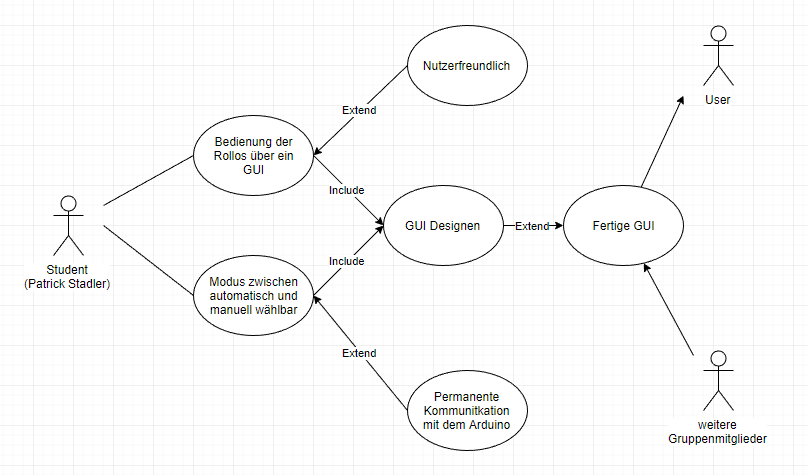 Nutzerfreundlich
User
Extend
Bedienung der
Rollos über ein
GUI
Include
GUI Designen
Extend
Fertige GUI
Student
(Patrick Stadler)
Include
Modus zwischen
automatisch und
manuell wählbar
Extend
Permanente
Kommunitkation
mit dem Arduino
weitere
Gruppenmitglieder